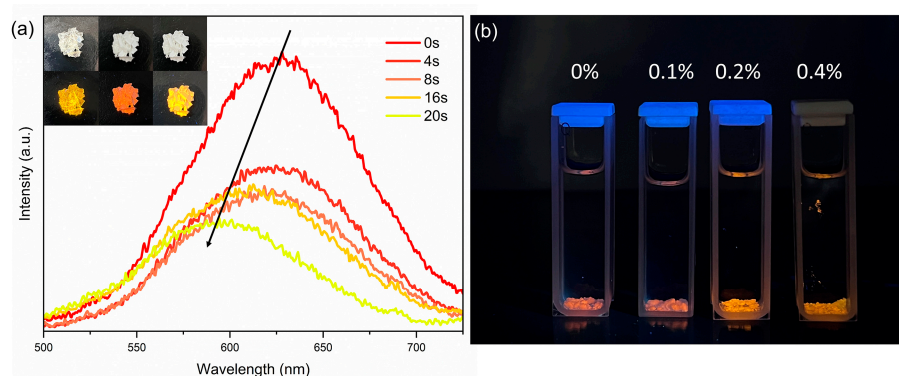 (a)
0s
4s
8s
16s
20s
Intensity (a.u.)
500
550
600
650
700
Wavelength (nm)
(b)
0%
0.1%
0.2%
0.4%